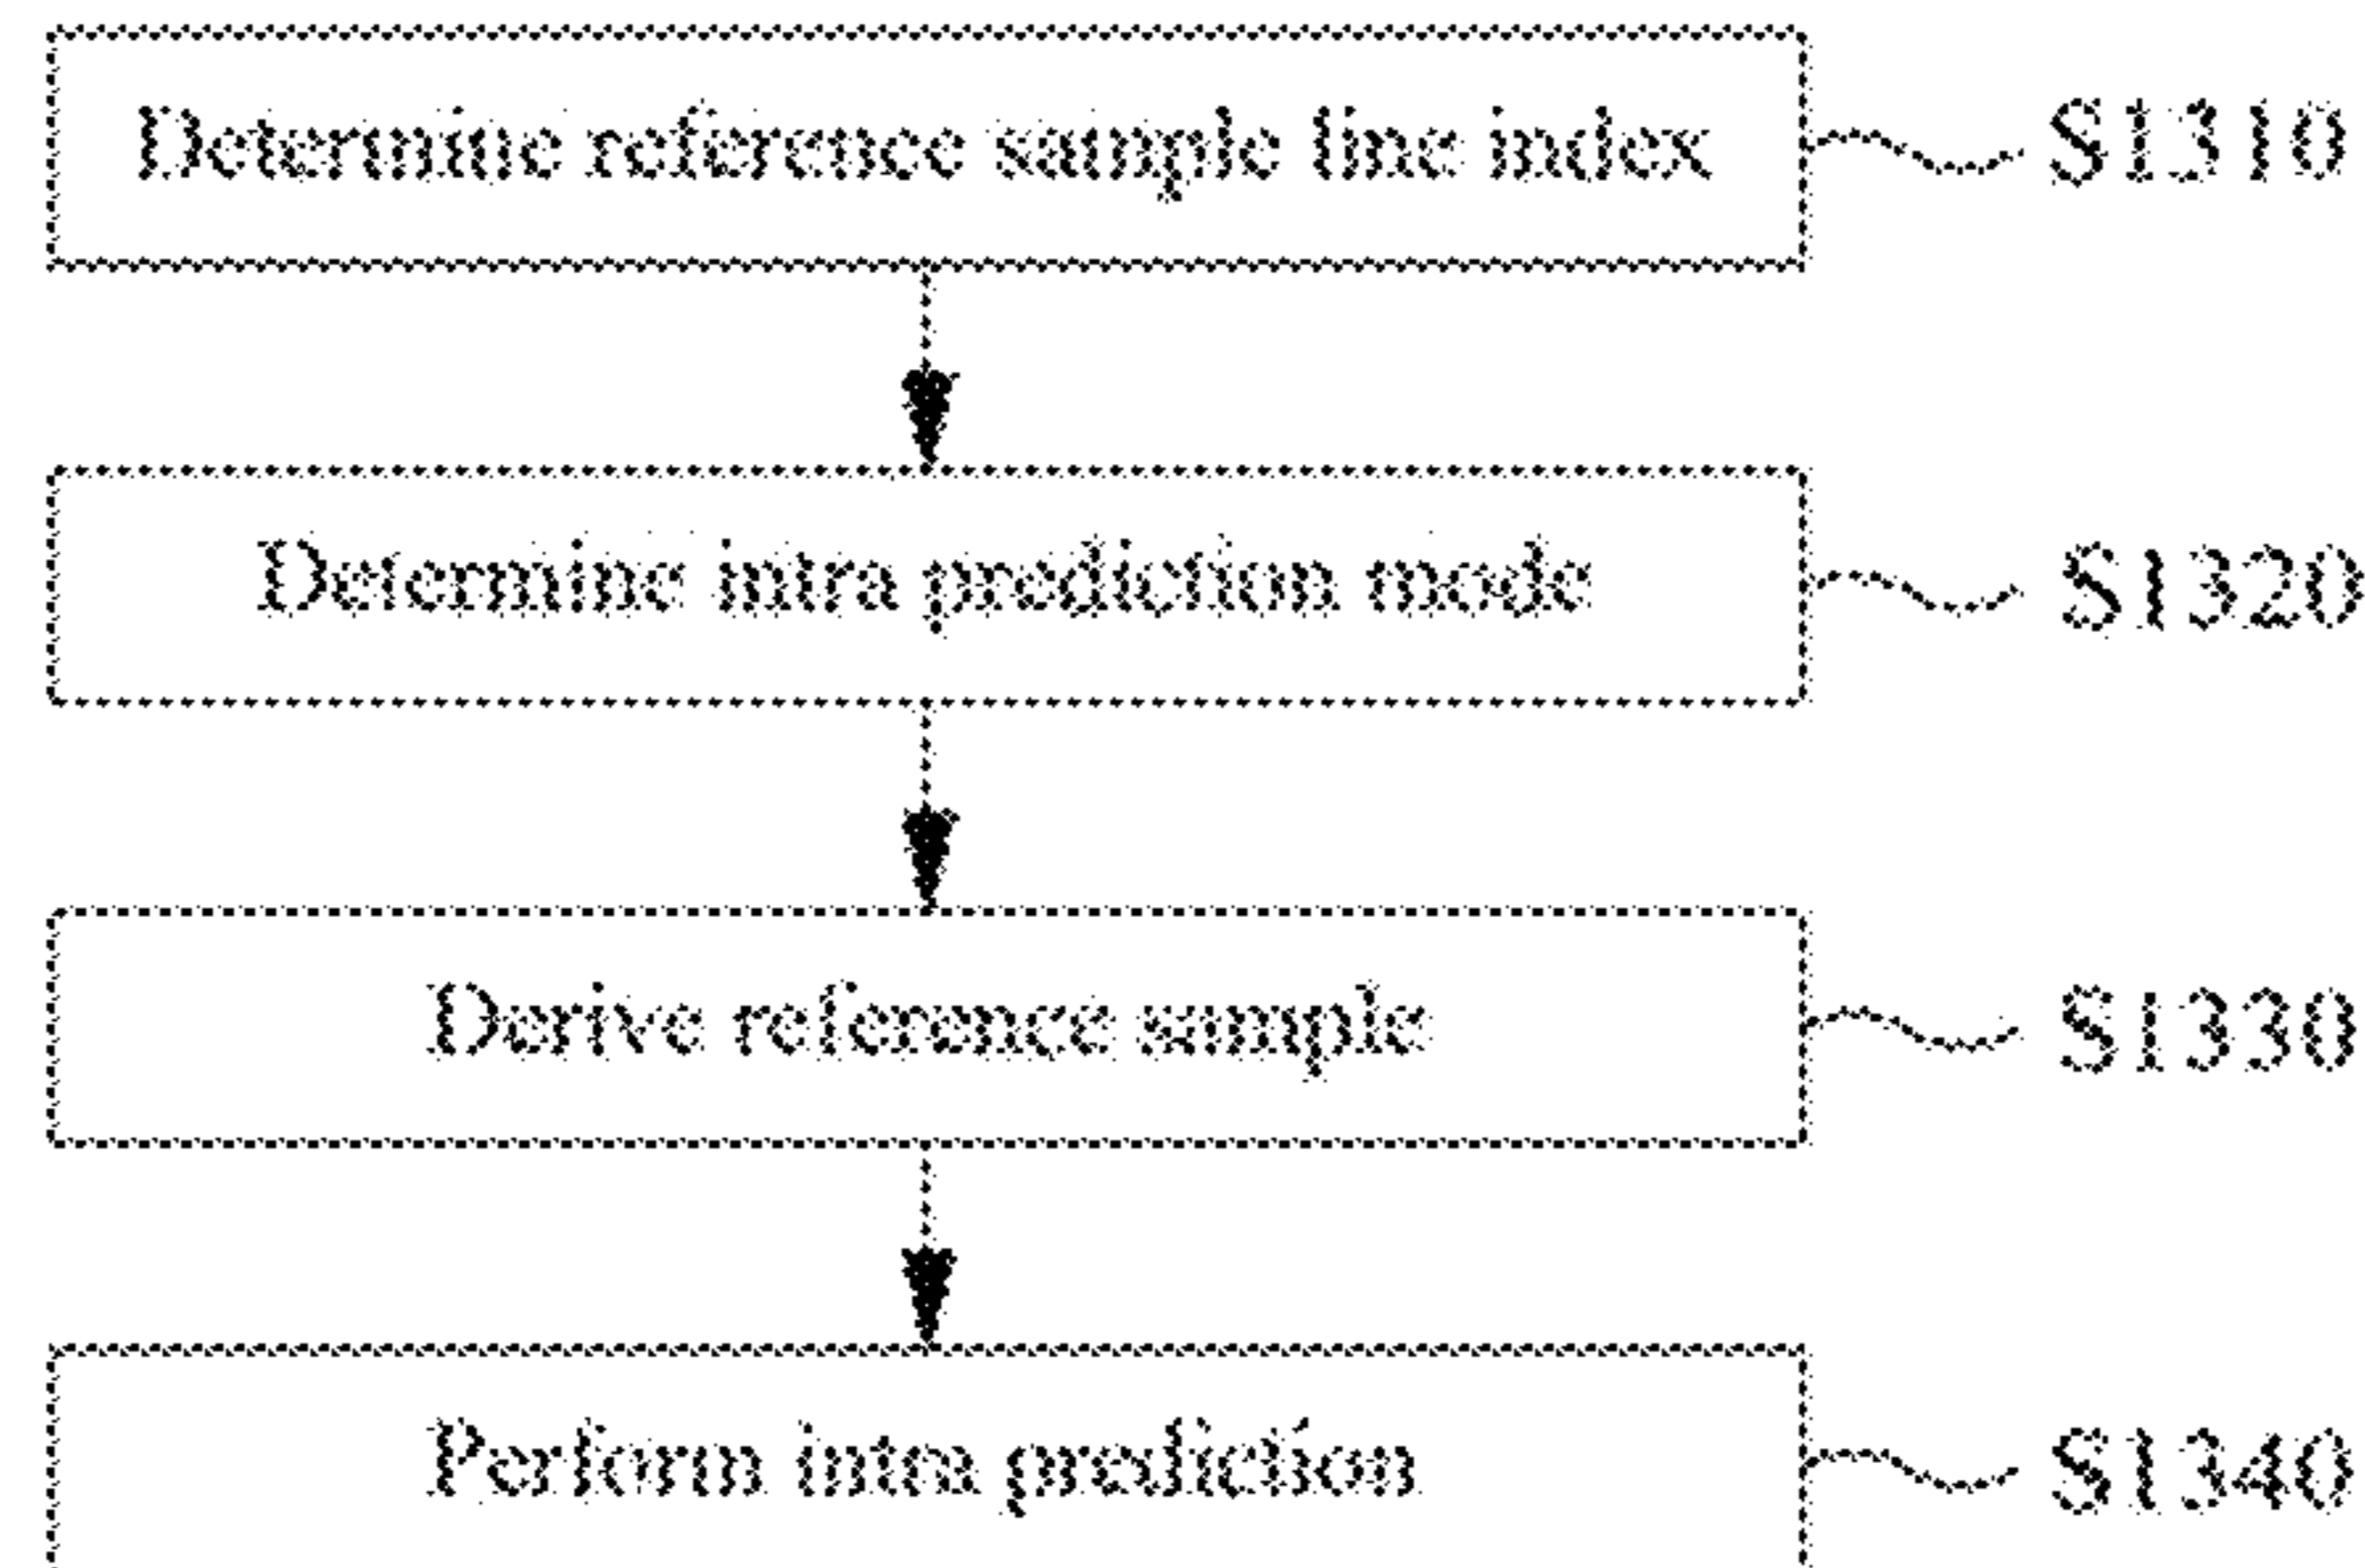 Determine reference sample line index S1310
Determine intra prediction mode S1320
Derive reference sample S1330
Perform intra prediction S1340